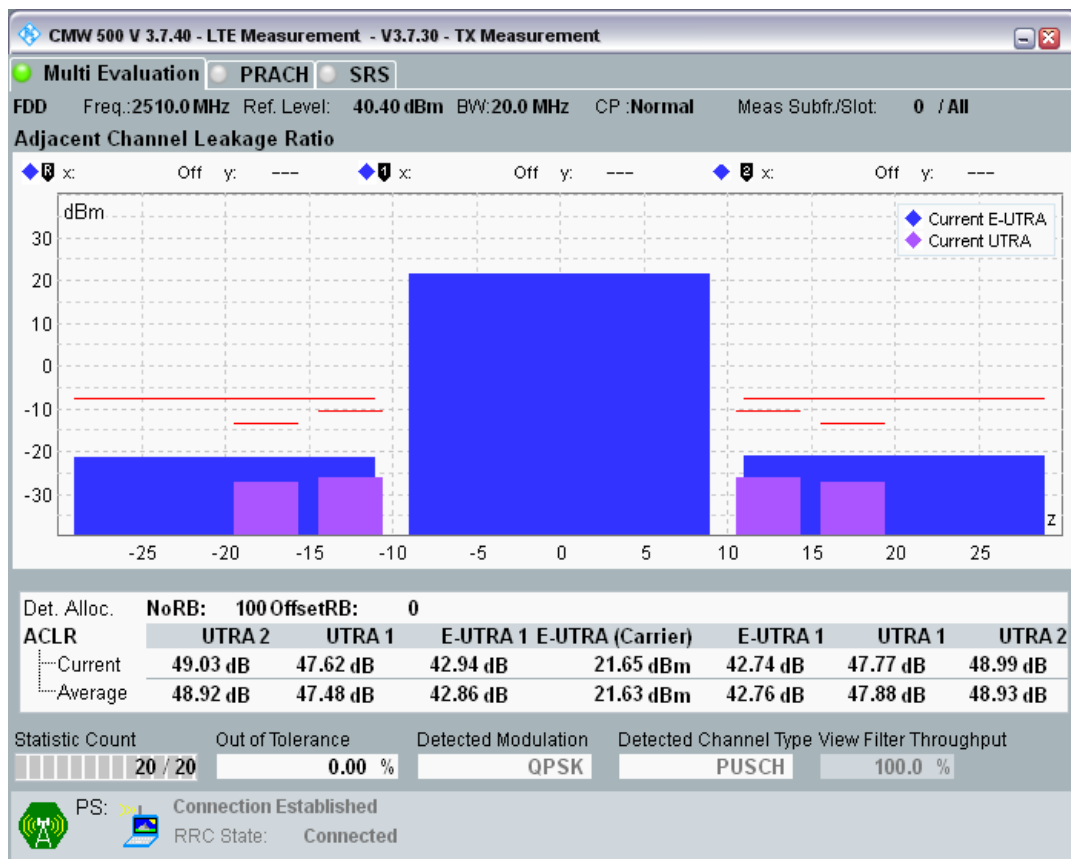 CMW 500 V 3.7.40 - LTE Measurement - V3.7.30 - TX Measurement
Multi Evaluation PRACH SRS
FDD Freq.:2510.0 MHz Ref. Level: 40.40 dBm BW:20.0 MHz CP :Normal Meas Subfr./Slot: 0 / All
Adjacent Channel Leakage Ratio
R x: Off y: --- 1 x: Off y: --- 2 x: Off y: ---
dBm
Current E-UTRA
Current UTRA
30
20
10
0
-10
-20
-30
z
-25 -20 -15 -10 -5 0 5 10 15 20 25
Det. Alloc. NoRB: 100 OffsetRB: 0
ACLR UTRA 2 UTRA 1 E-UTRA 1 E-UTRA (Carrier) E-UTRA 1 UTRA 1 UTRA 2
Current 49.03 dB 47.62 dB 42.94 dB 21.65 dBm 42.74 dB 47.77 dB 48.99 dB
Average 48.92 dB 47.48 dB 42.86 dB 21.63 dBm 42.76 dB 47.88 dB 48.93 dB
Statistic Count Out of Tolerance Detected Modulation Detected Channel Type View Filter Throughput
20 / 20 0.00 % QPSK PUSCH 100.0 %
PS: Connection Established
RRC State: Connected